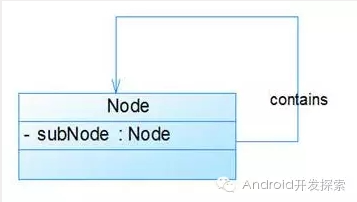 Node
contains
- subNode : Node
Android开发探索